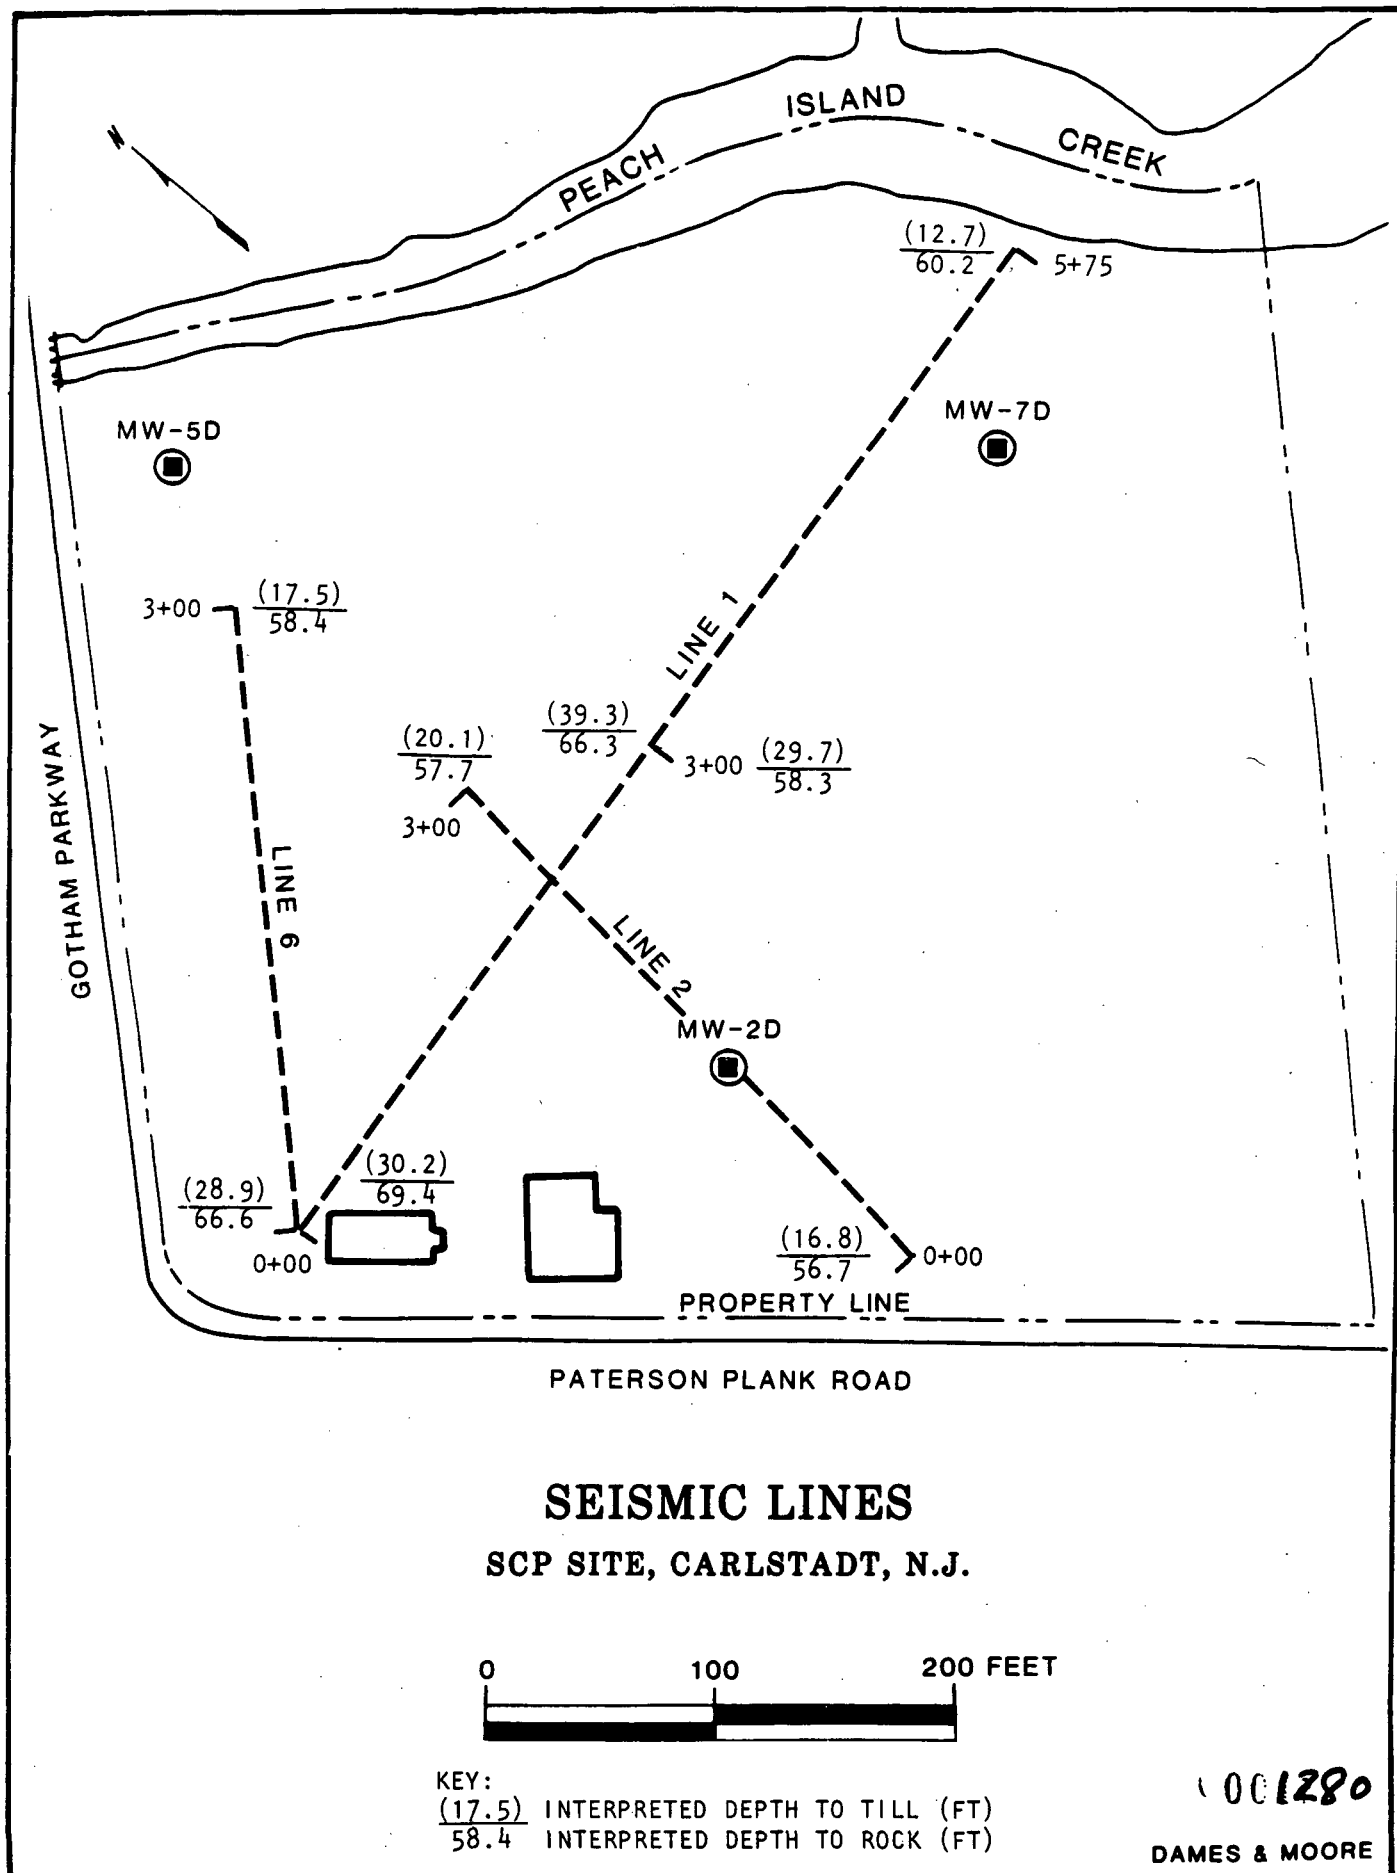 N
PEACH ISLAND CREEK
(12.7)
60.2
5+75
MW-5D
MW-7D
3+00
(17.5)
58.4
LINE 1
(39.3)
66.3
3+00
(29.7)
58.3
(20.1)
57.7
3+00
GOTHAM PARKWAY
LINE 6
LINE 2
MW-2D
(30.2)
69.4
(28.9)
66.6
0+00
(16.8)
56.7
0+00
PROPERTY LINE
PATERSON PLANK ROAD
SEISMIC LINES
SCP SITE, CARLSTADT, N.J.
0 100 200 FEET
KEY:
(17.5) INTERPRETED DEPTH TO TILL (FT)
58.4 INTERPRETED DEPTH TO ROCK (FT)
001280
DAMES & MOORE